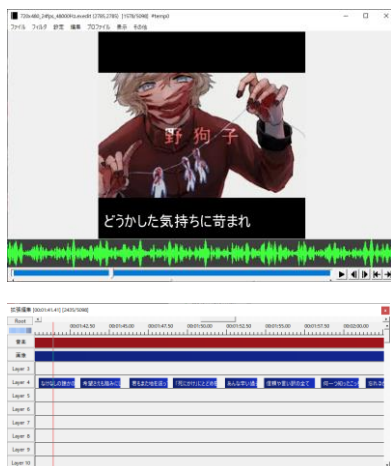 720x480_24fps_48000Hz.exedit (2785,2785) [1576/5098] #temp0
ファイル フィルタ 設定 編集 プロファイル 表示 その他
野狗子
どうかした気持ちに苛まれ
拡張編集 [00:01:41.41] [2435/5098]
Root
00:01:42.50 00:01:45.00 00:01:47.50 00:01:50.00 00:01:52.50 00:01:55.00 00:01:57.50 00:02:00.00
音楽
画像
Layer 3
Layer 4
Layer 5
Layer 6
Layer 7
Layer 8
Layer 9
Layer 10